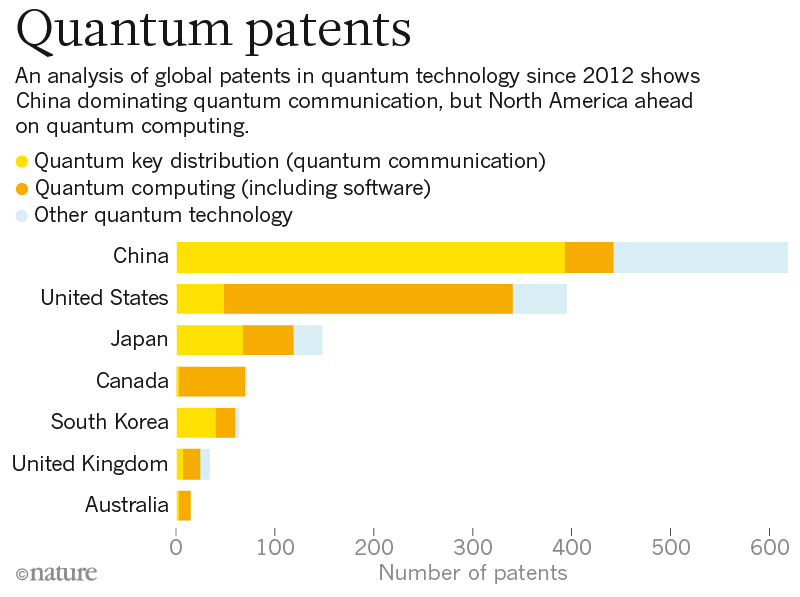 Quantum patents
An analysis of global patents in quantum technology since 2012 shows
China dominating quantum communication, but North America ahead
on quantum computing.
Quantum key distribution (quantum communication)
Quantum computing (including software)
Other quantum technology
China
United States
Japan
Canada
South Korea
United Kingdom
Australia
0 100 200 300 400 500 600
Number of patents
©nature